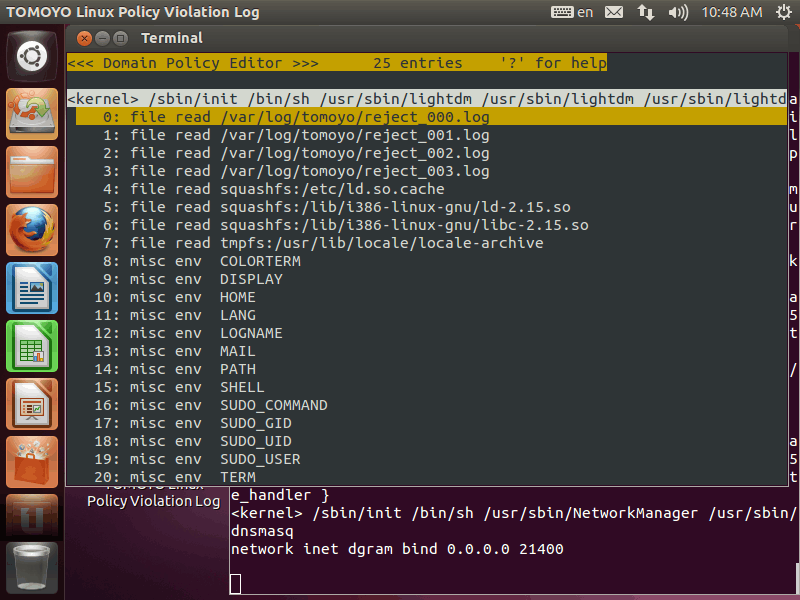 TOMOYO Linux Policy Violation Log
en
10:48 AM
Terminal
<<< Domain Policy Editor >>>      25 entries    '?' for help
<kernel> /sbin/init /bin/sh /usr/sbin/lightdm /usr/sbin/lightdm /usr/sbin/lightd
0: file read /var/log/tomoyo/reject_000.log
1: file read /var/log/tomoyo/reject_001.log
2: file read /var/log/tomoyo/reject_002.log
3: file read /var/log/tomoyo/reject_003.log
4: file read squashfs:/etc/ld.so.cache
5: file read squashfs:/lib/i386-linux-gnu/ld-2.15.so
6: file read squashfs:/lib/i386-linux-gnu/libc-2.15.so
7: file read tmpfs:/usr/lib/locale/locale-archive
8: misc env  COLORTERM
9: misc env  DISPLAY
10: misc env  HOME
11: misc env  LANG
12: misc env  LOGNAME
13: misc env  MAIL
14: misc env  PATH
15: misc env  SHELL
16: misc env  SUDO_COMMAND
17: misc env  SUDO_GID
18: misc env  SUDO_UID
19: misc env  SUDO_USER
20: misc env  TERM
Policy Violation Log
e_handler }
<kernel> /sbin/init /bin/sh /usr/sbin/NetworkManager /usr/sbin/
dnsmasq
network inet dgram bind 0.0.0.0 21400